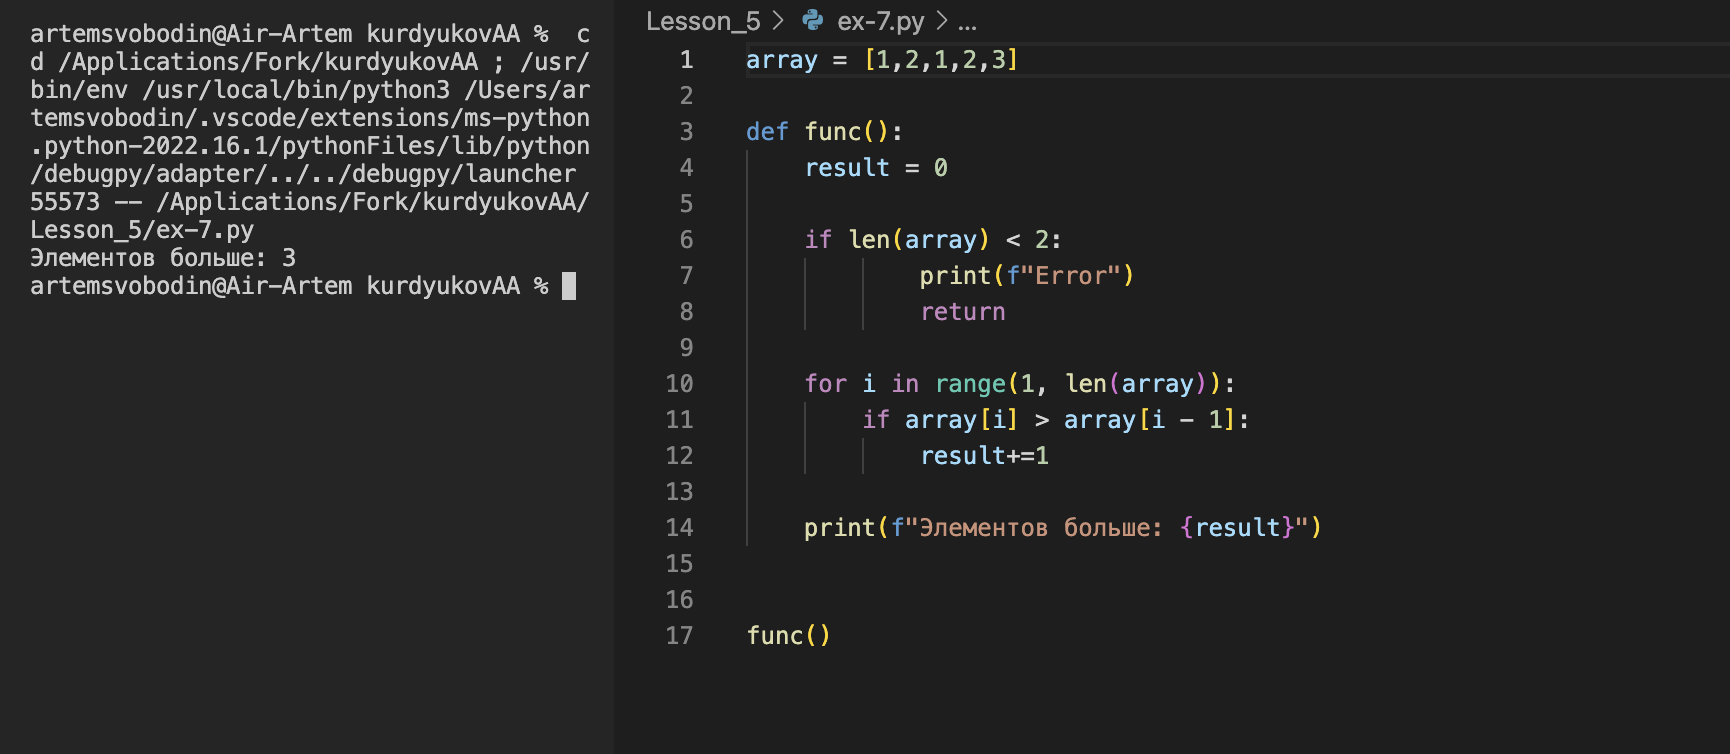 artemsvobodin@Air-Artem kurdyukovAA %  c
d /Applications/Fork/kurdyukovAA ; /usr/
bin/env /usr/local/bin/python3 /Users/ar
temsvobodin/.vscode/extensions/ms-python
.python-2022.16.1/pythonFiles/lib/python
/debugpy/adapter/../../debugpy/launcher
55573 -- /Applications/Fork/kurdyukovAA/
Lesson_5/ex-7.py
Элементов больше: 3
artemsvobodin@Air-Artem kurdyukovAA %
Lesson_5 > ex-7.py > ...
1 array = [1,2,1,2,3]
2
3 def func():
4     result = 0
5
6     if len(array) < 2:
7             print(f"Error")
8             return
9
10     for i in range(1, len(array)):
11         if array[i] > array[i - 1]:
12             result+=1
13
14     print(f"Элементов больше: {result}")
15
16
17 func()